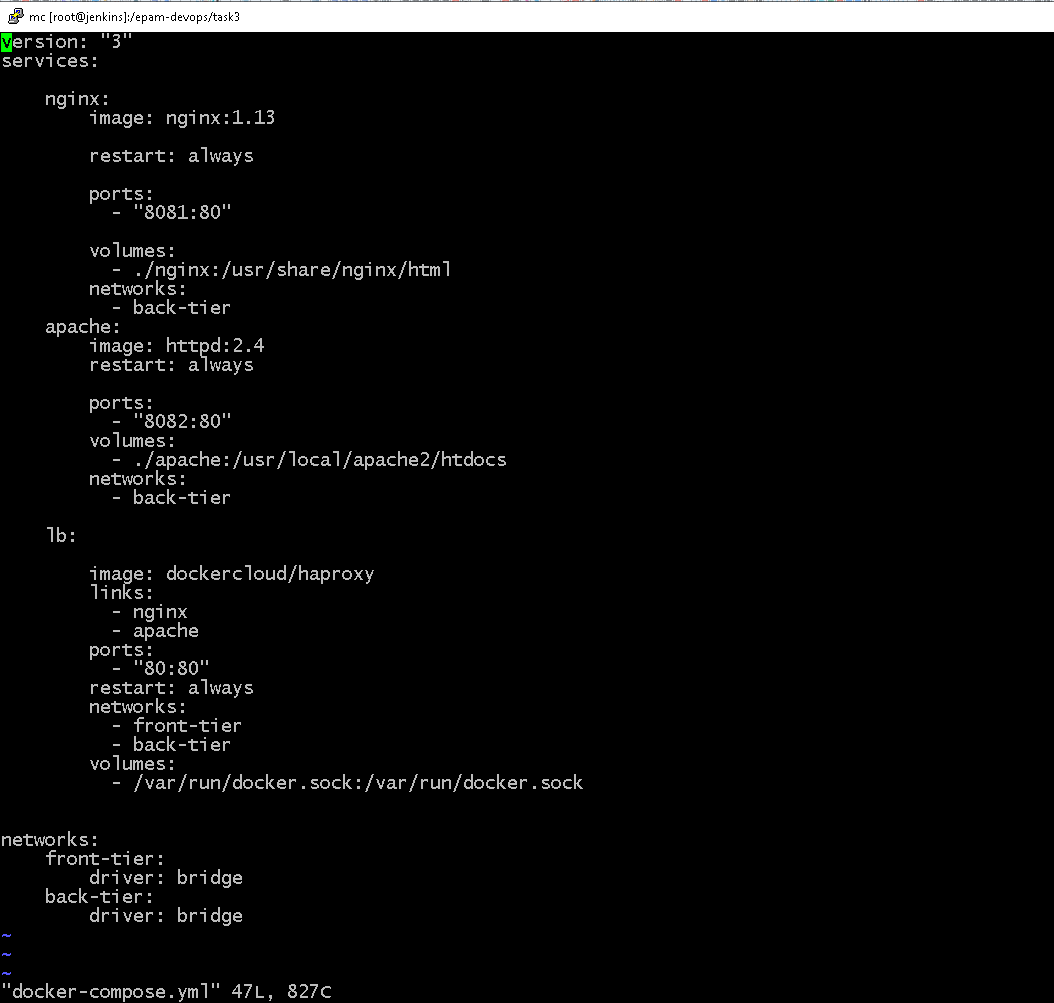 mc [root@jenkins]:/epam-devops/task3
version: "3"
services:
nginx:
image: nginx:1.13
restart: always
ports:
- "8081:80"
volumes:
- ./nginx:/usr/share/nginx/html
networks:
- back-tier
apache:
image: httpd:2.4
restart: always
ports:
- "8082:80"
volumes:
- ./apache:/usr/local/apache2/htdocs
networks:
- back-tier
lb:
image: dockercloud/haproxy
links:
- nginx
- apache
ports:
- "80:80"
restart: always
networks:
- front-tier
- back-tier
volumes:
- /var/run/docker.sock:/var/run/docker.sock
networks:
front-tier:
driver: bridge
back-tier:
driver: bridge
~
~
~
"docker-compose.yml" 47L, 827C